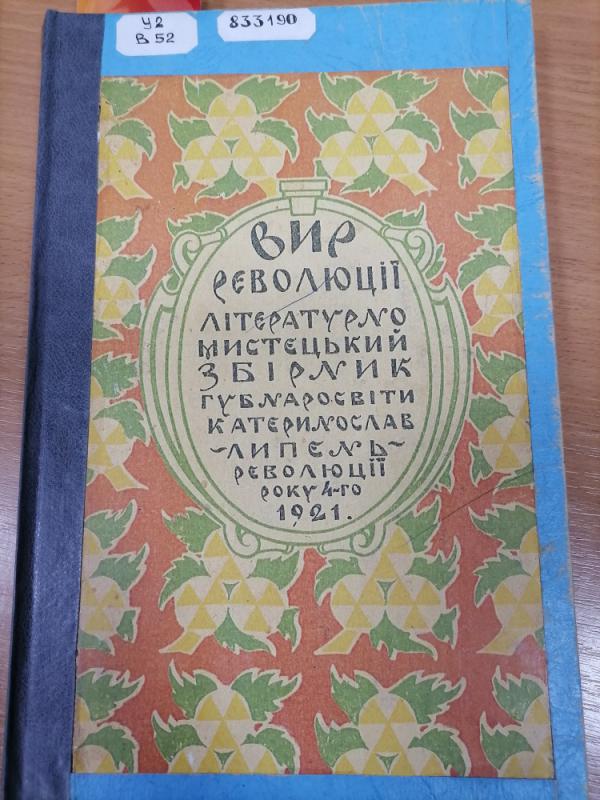 У2
В 52
833190
ВИР
РЕВОЛЮЦІЇ
ЛІТЕРАТУРНО
МИСТЕЦЬКИЙ
ЗБІРНИК
ГУБНАРОСВІТИ
КАТЕРИНОСЛАВ
~ЛИПЕНЬ~
РЕВОЛЮЦІЇ
РОКУ 4-ГО
1921.